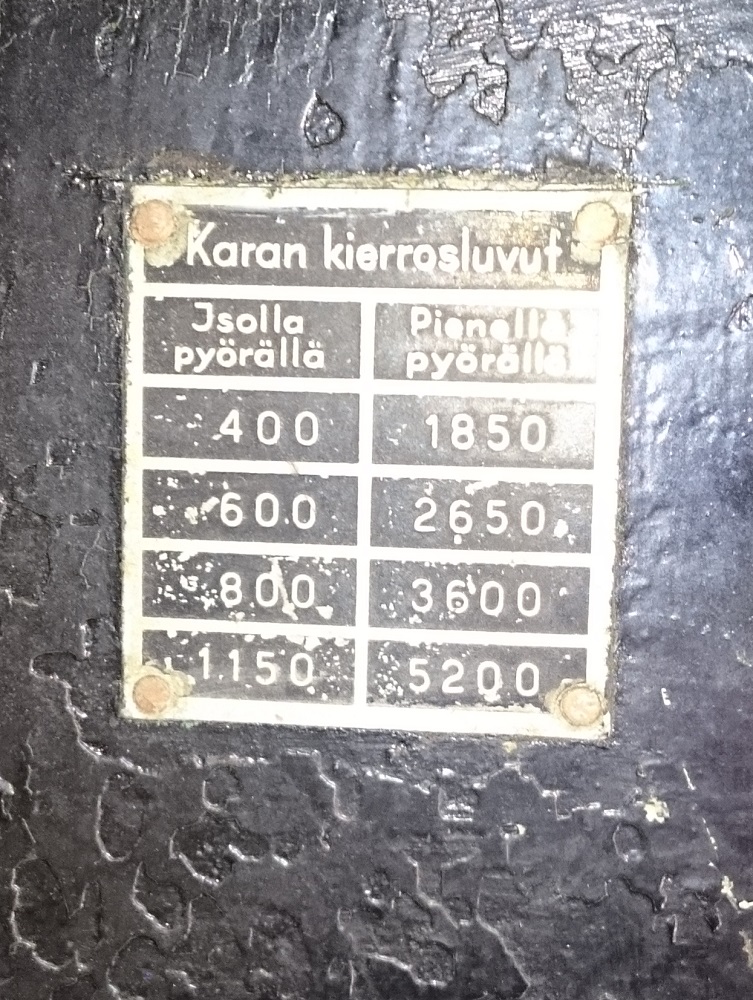 Karan kierrosluvut
Isolla Pienellä
pyörällä pyörällä
400 1850
600 2650
800 3600
1150 5200